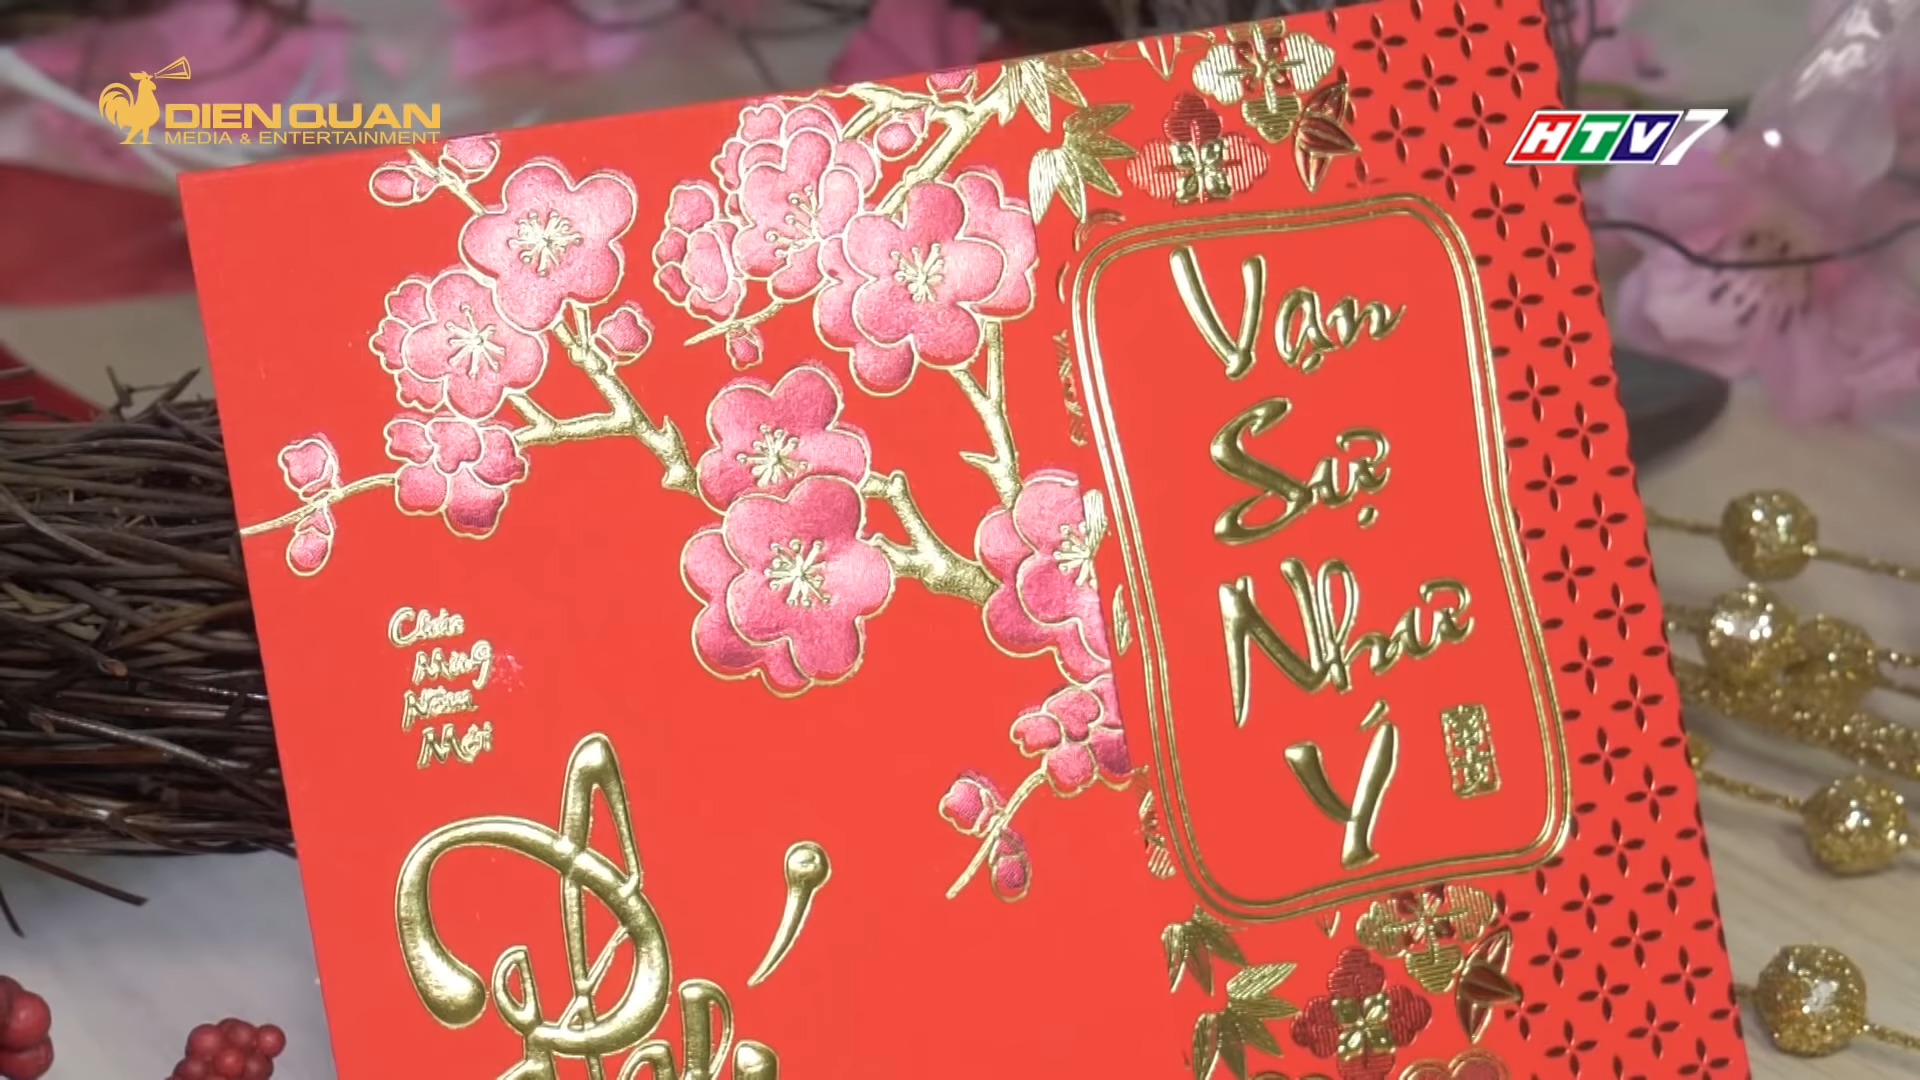 DIEN QUAN
MEDIA & ENTERTAINMENT
HTV7
Vạn
Sự
Như
Ý
Chúc
Mừng
Năm
Mới